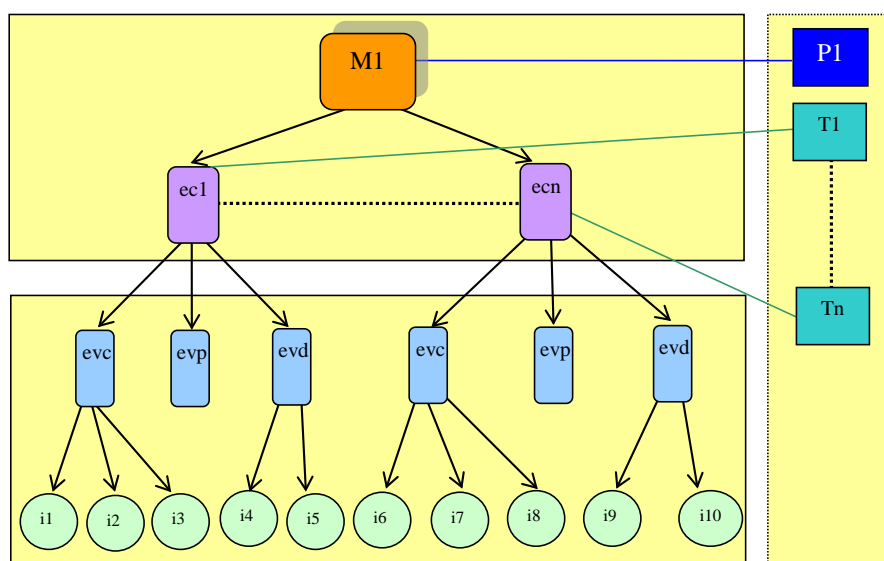 M1
P1
T1
ec1
ecn
Tn
evc
evp
evd
evc
evp
evd
i1
i2
i3
i4
i5
i6
i7
i8
i9
i10